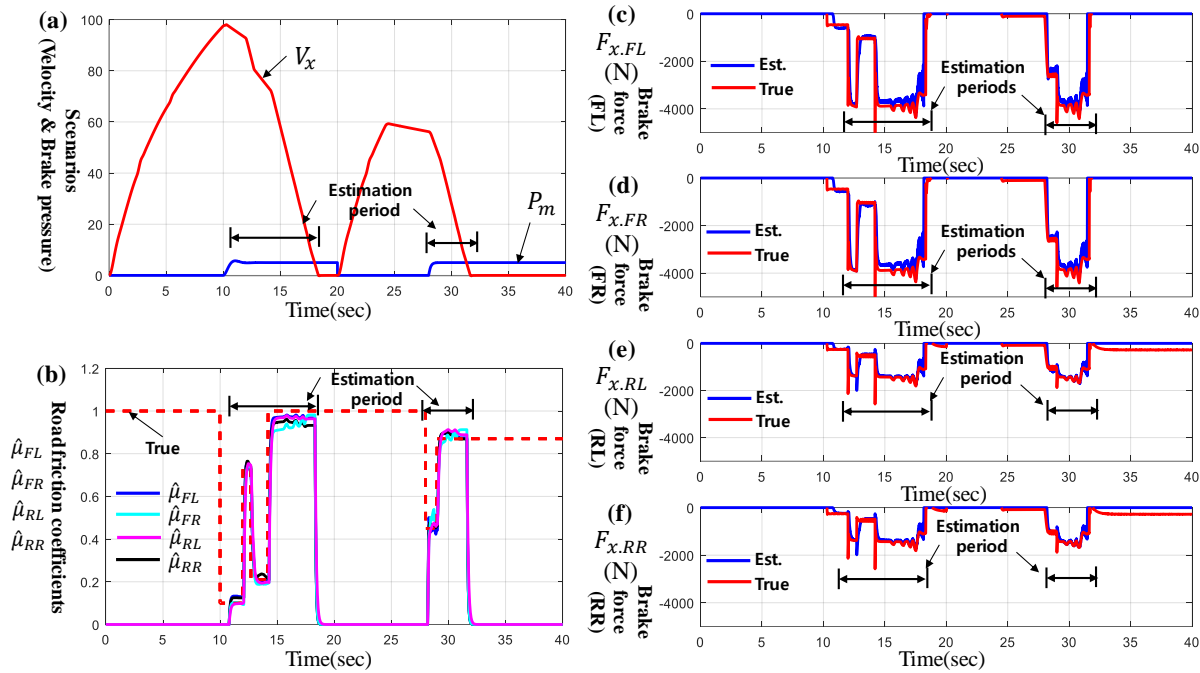 (a)
Scenarios
(Velocity & Brake pressure)
100
80
60
40
20
0
V_x
Estimation
period
P_m
0 5 10 15 20 25 30 35 40
Time(sec)
(b)
Roadfriction coefficients
μ̂_FL
μ̂_FR
μ̂_RL
μ̂_RR
1.2
1
0.8
0.6
0.4
0.2
0
True
Estimation
period
μ̂_FL
μ̂_FR
μ̂_RL
μ̂_RR
0 5 10 15 20 25 30 35 40
Time(sec)
(c)
F_x.FL
(N)
Brake
force
(FL)
0
-2000
-4000
Est.
True
Estimation
periods
0 5 10 15 20 25 30 35 40
Time(sec)
(d)
F_x.FR
(N)
Brake
force
(FR)
0
-2000
-4000
Est.
True
Estimation
periods
0 5 10 15 20 25 30 35 40
Time(sec)
(e)
F_x.RL
(N)
Brake
force
(RL)
0
-2000
-4000
Est.
True
Estimation
period
0 5 10 15 20 25 30 35 40
Time(sec)
(f)
F_x.RR
(N)
Brake
force
(RR)
0
-2000
-4000
Est.
True
Estimation
period
0 5 10 15 20 25 30 35 40
Time(sec)